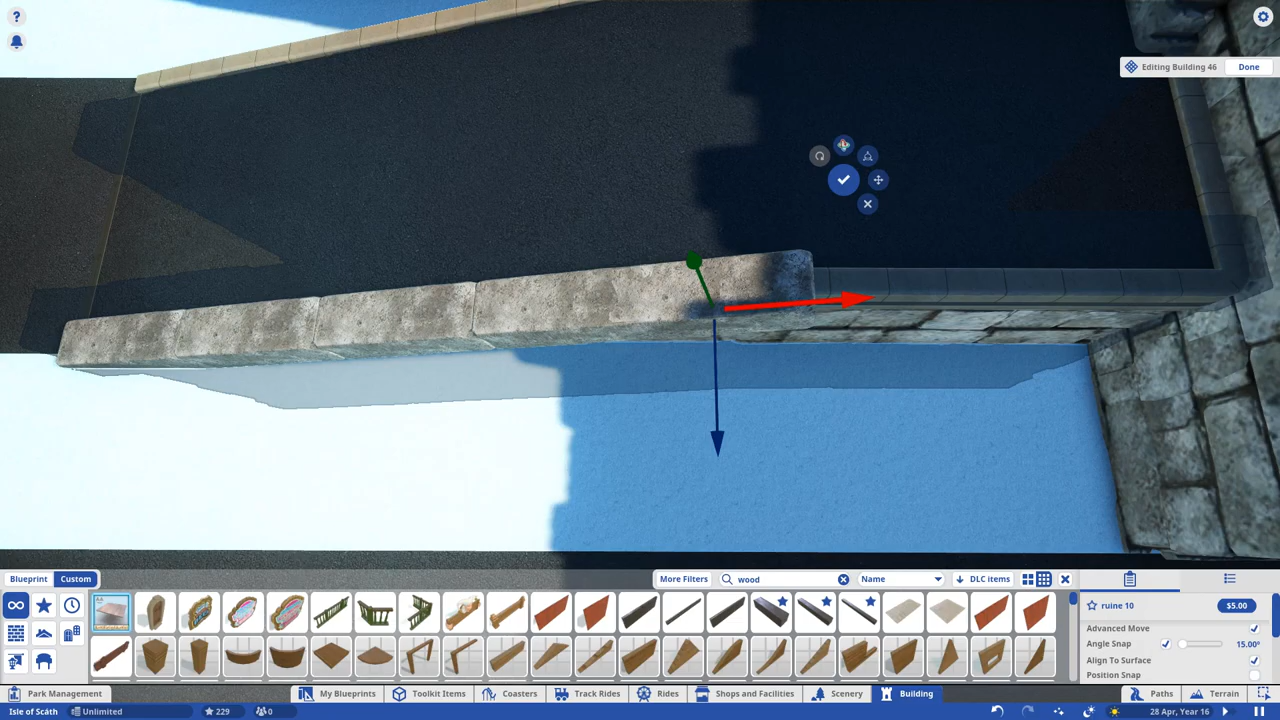 ?
Editing Building 46
Done
Blueprint
Custom
More Filters
wood
Name
DLC items
ruine 10
$5.00
Advanced Move
Angle Snap
15.00°
Align To Surface
Position Snap
Park Management
My Blueprints
Toolkit Items
Coasters
Track Rides
Rides
Shops and Facilities
Scenery
Building
Paths
Terrain
Isle of Scáth
Unlimited
229
0
28 Apr, Year 16